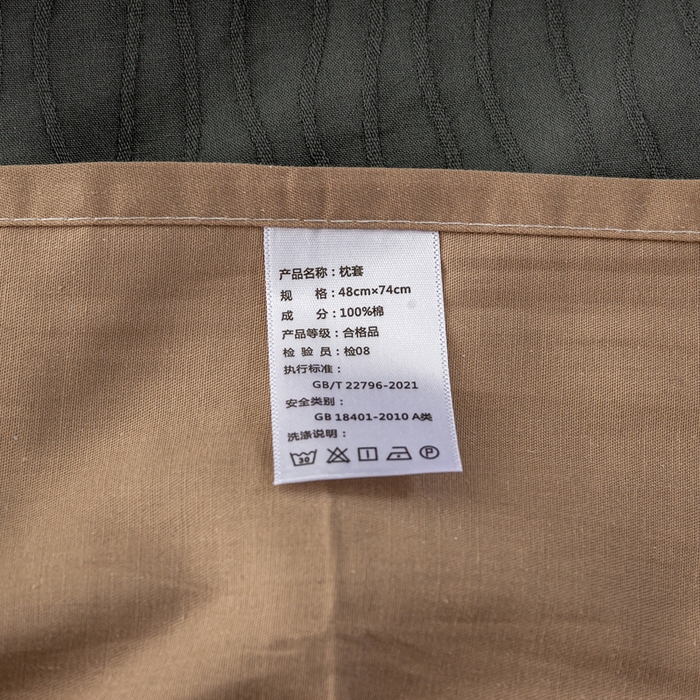 产品名称：枕套
规 格：48cm×74cm
成 分：100%棉
产品等级：合格品
检 验 员：检08
执行标准：
GB/T 22796-2021
安全类别：
GB 18401-2010 A类
洗涤说明：
30 P